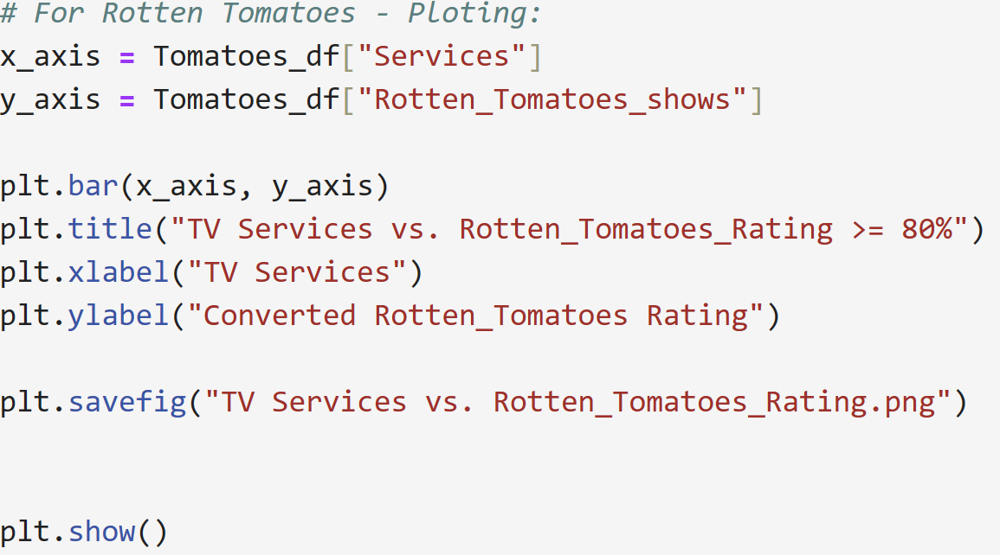 # For Rotten Tomatoes - Ploting:
x_axis = Tomatoes_df["Services"]
y_axis = Tomatoes_df["Rotten_Tomatoes_shows"]
plt.bar(x_axis, y_axis)
plt.title("TV Services vs. Rotten_Tomatoes_Rating >= 80%")
plt.xlabel("TV Services")
plt.ylabel("Converted Rotten_Tomatoes Rating")
plt.savefig("TV Services vs. Rotten_Tomatoes_Rating.png")
plt.show()